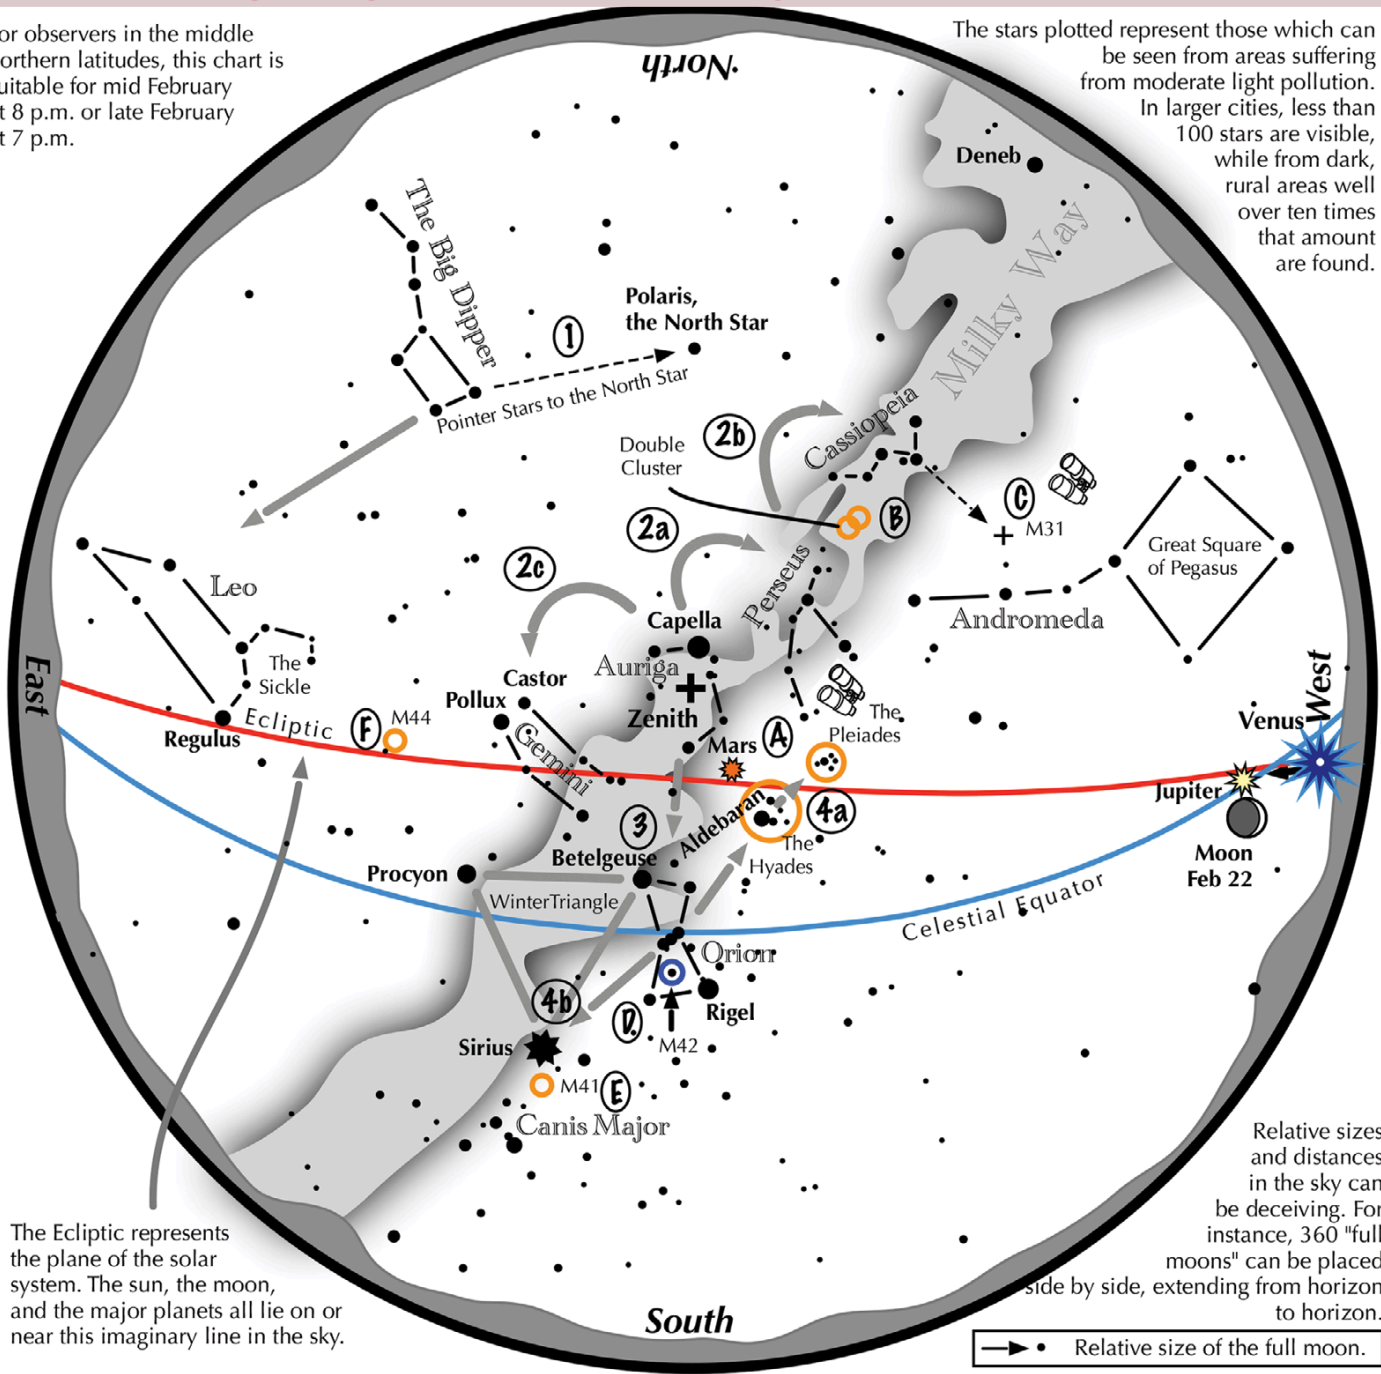 or observers in the middle
orthern latitudes, this chart is
uitable for mid February
t 8 p.m. or late February
t 7 p.m.
The stars plotted represent those which can
be seen from areas suffering
from moderate light pollution.
In larger cities, less than
100 stars are visible,
while from dark,
rural areas well
over ten times
that amount
are found.
North
Deneb
Milky Way
The Big Dipper
Polaris,
the North Star
1
Pointer Stars to the North Star
2b
Cassiopeia
Double
Cluster
B
C
M31
2a
2c
Great Square
of Pegasus
Leo
Perseus
Andromeda
Capella
Auriga
The
Sickle
Castor
Pollux
Zenith
East
West
Regulus
Ecliptic
F
M44
Gemini
Mars
A
The
Pleiades
Venus
Jupiter
Aldebaran
4a
3
The
Hyades
Moon
Feb 22
Betelgeuse
Procyon
WinterTriangle
Celestial Equator
Orion
4b
D.
Rigel
M42
Sirius
M41
E
Canis Major
The Ecliptic represents
the plane of the solar
system. The sun, the moon,
and the major planets all lie on or
near this imaginary line in the sky.
South
Relative sizes
and distances
in the sky can
be deceiving. For
instance, 360 "full
moons" can be placed
side by side, extending from horizon
to horizon.
Relative size of the full moon.